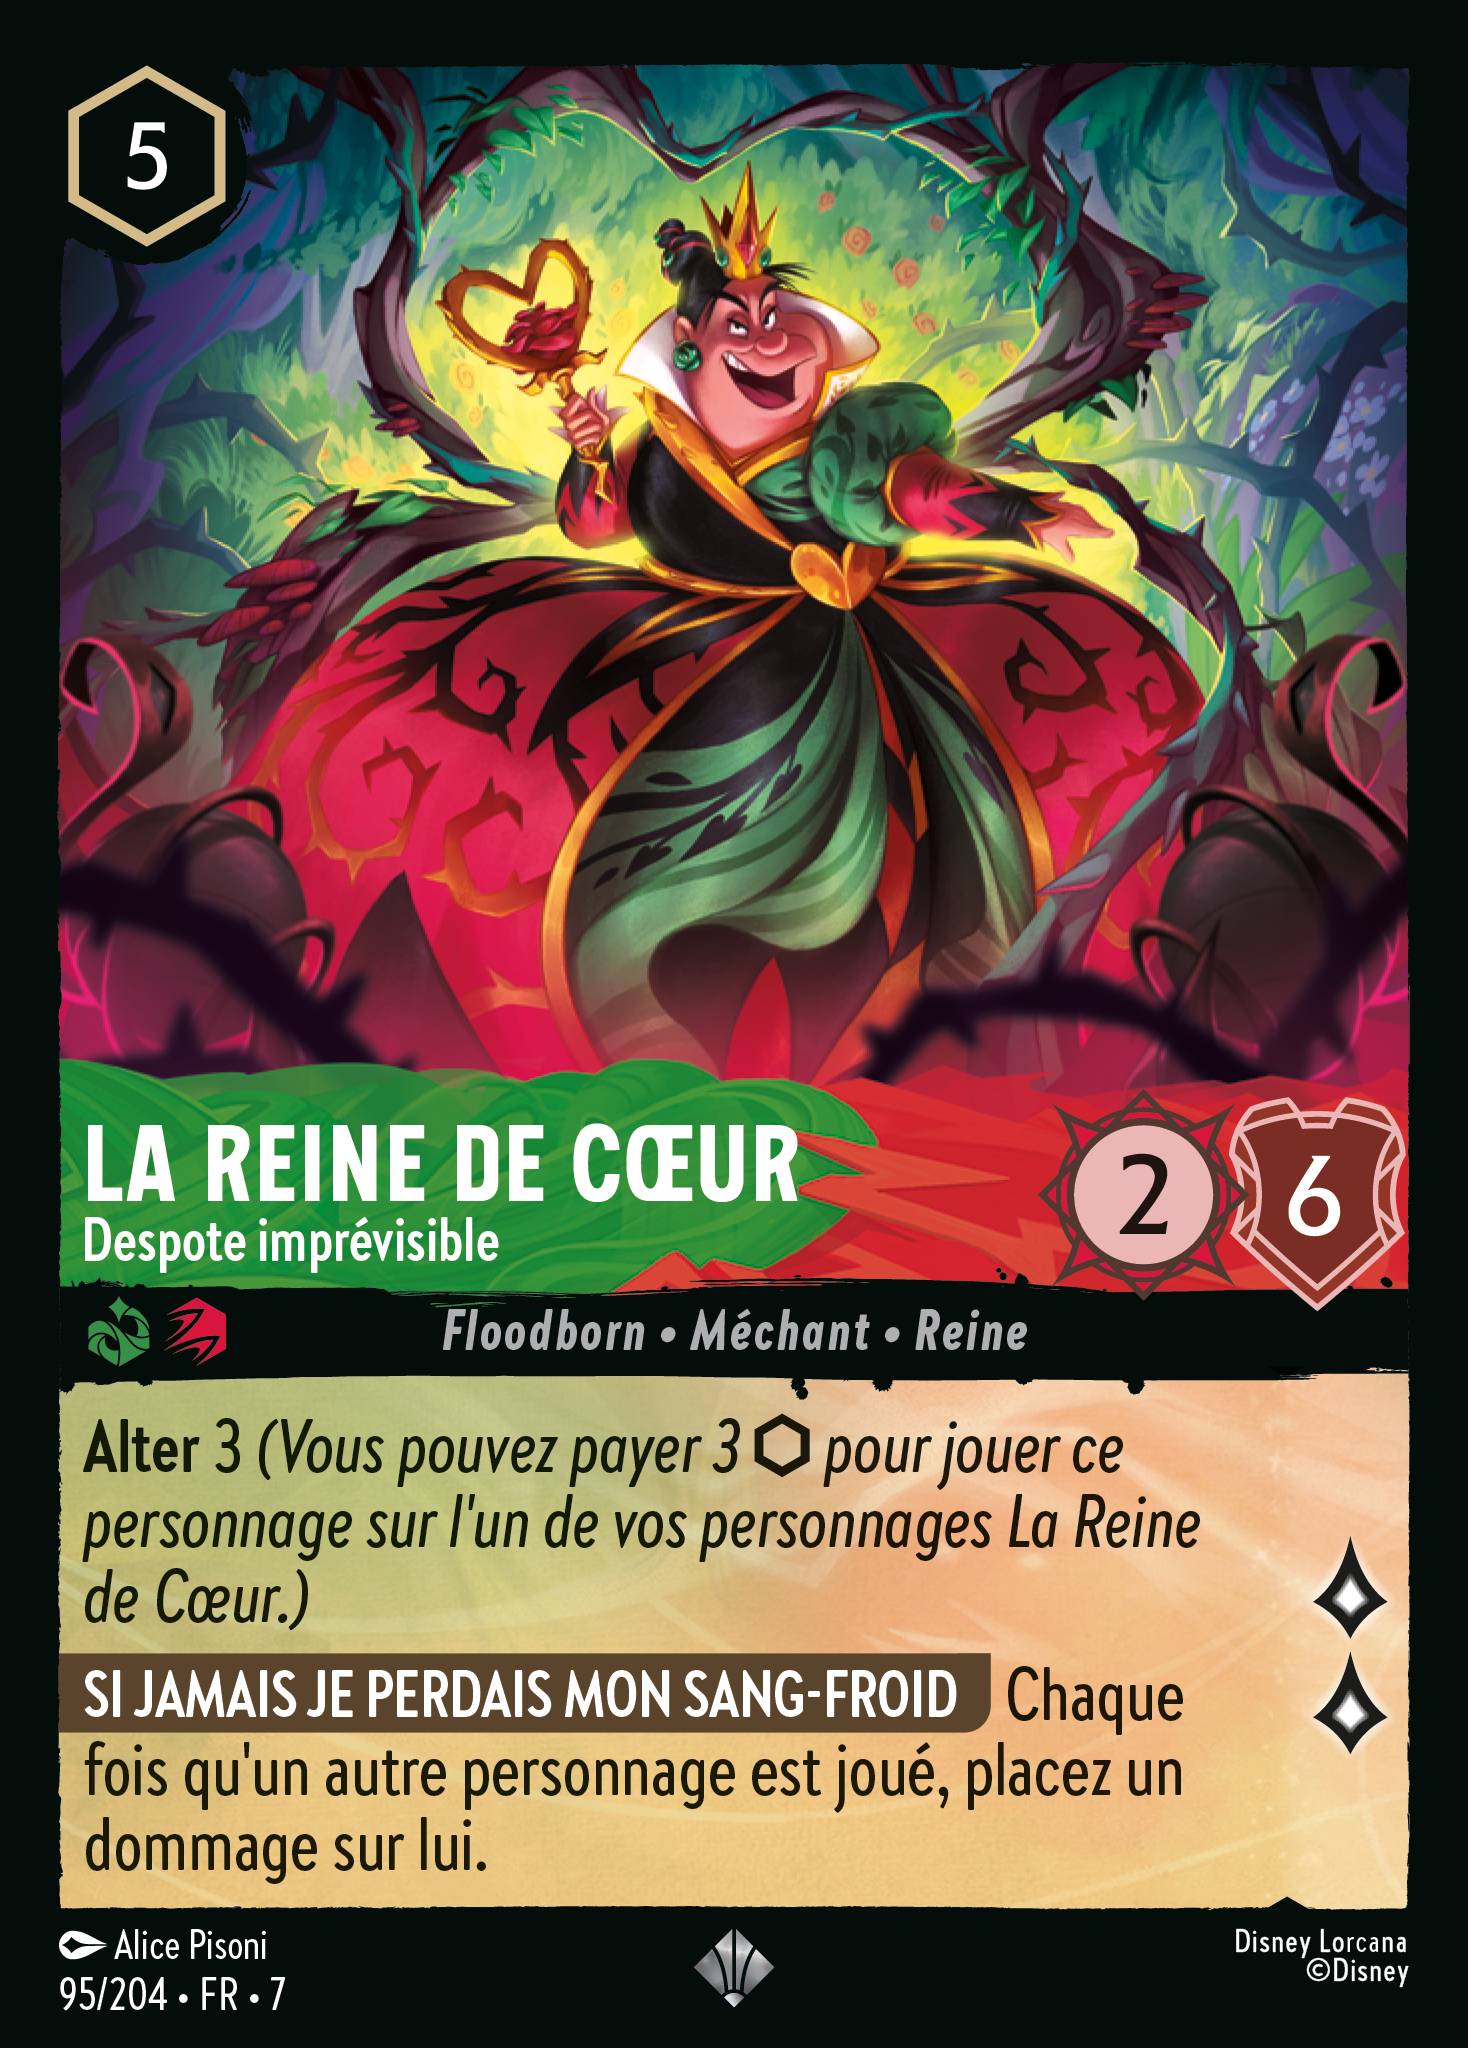 5
LA REINE DE CŒUR
Despote imprévisible
2
6
Floodborn • Méchant • Reine
Alter 3 (Vous pouvez payer 3 ⬡ pour jouer ce
personnage sur l'un de vos personnages La Reine
de Cœur.)
SI JAMAIS JE PERDAIS MON SANG-FROID Chaque
fois qu'un autre personnage est joué, placez un
dommage sur lui.
Alice Pisoni
95/204 • FR • 7
Disney Lorcana
©Disney